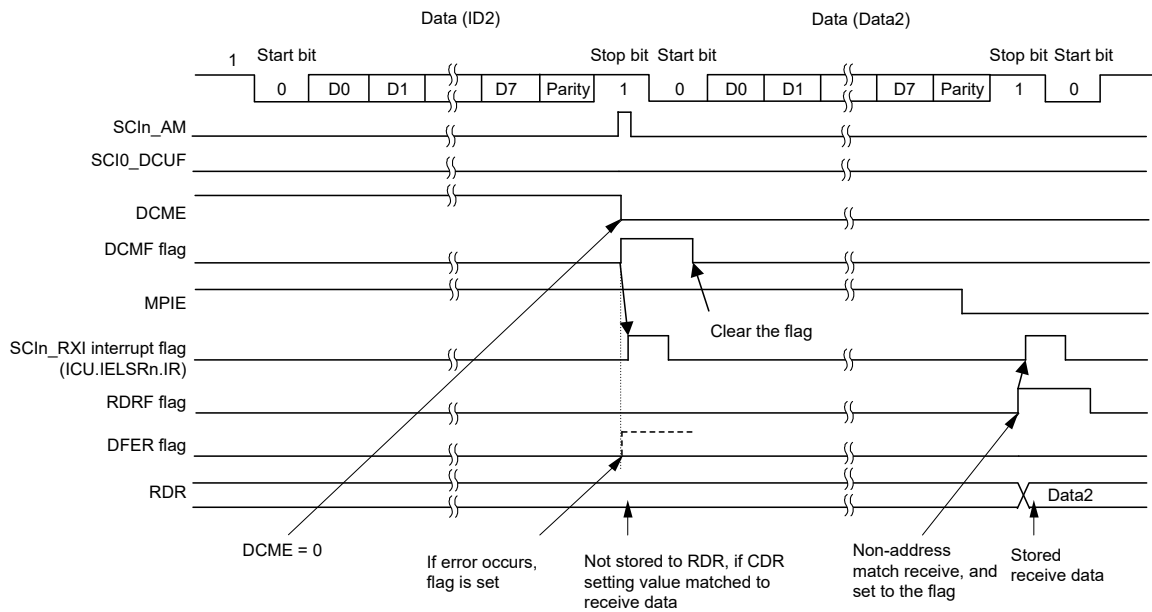 Data (ID2) Data (Data2)
1 Start bit Stop bit Start bit Stop bit Start bit
0 D0 D1 D7 Parity 1 0 D0 D1 D7 Parity 1 0
SCIn_AM
SCI0_DCUF
DCME
DCMF flag
MPIE
Clear the flag
SCIn_RXI interrupt flag
(ICU.IELSRn.IR)
RDRF flag
DFER flag
RDR Data2
DCME = 0
If error occurs,
flag is set
Not stored to RDR, if CDR
setting value matched to
receive data
Non-address
match receive, and
set to the flag
Stored
receive data